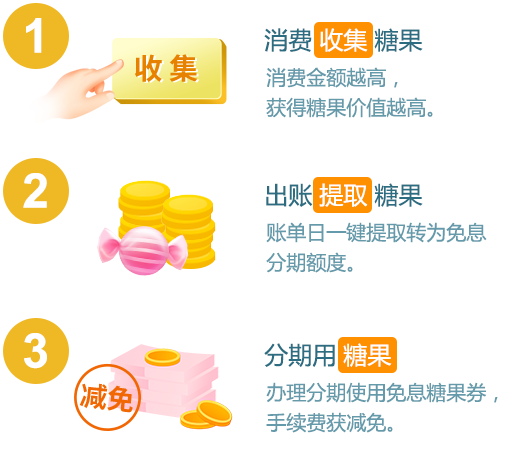 1
收集
消费 收集 糖果
消费金额越高，
获得糖果价值越高。
2
出账 提取 糖果
账单日一键提取转为免息
分期额度。
3
减免
分期用 糖果
办理分期使用免息糖果券，
手续费获减免。